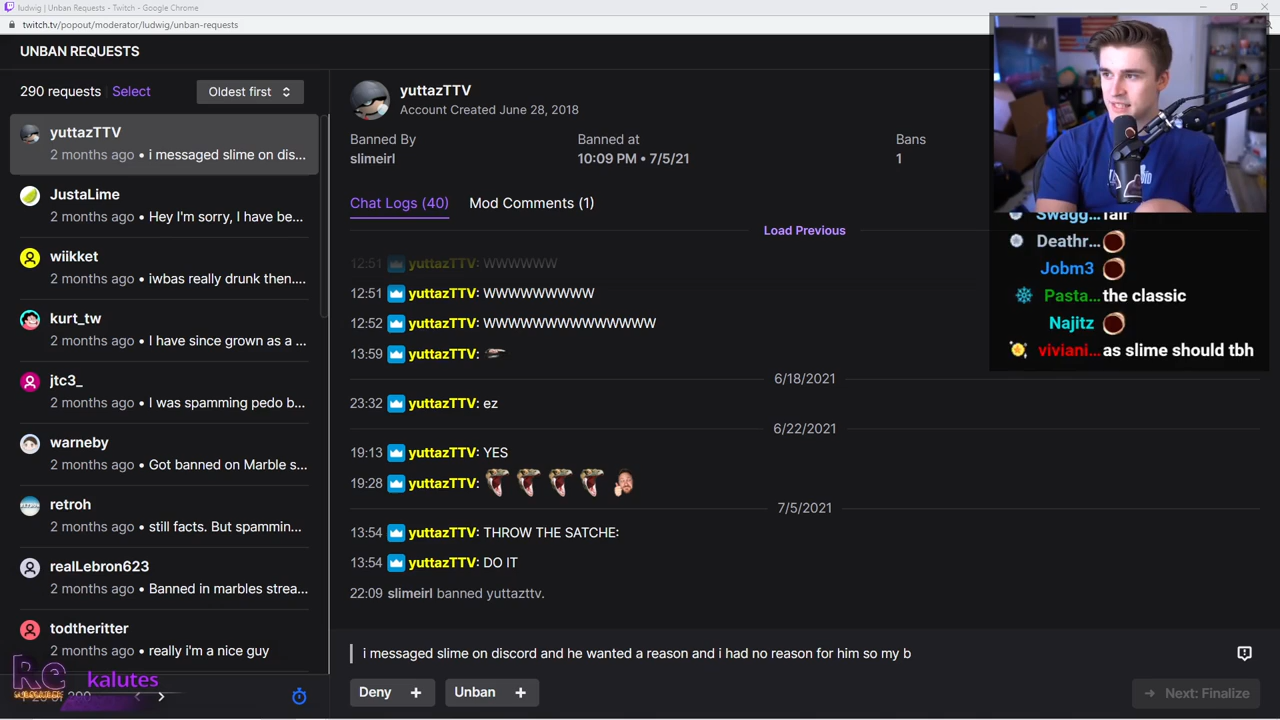 ludwig | Unban Requests - Twitch - Google Chrome
twitch.tv/popout/moderator/ludwig/unban-requests
UNBAN REQUESTS
290 requests Select Oldest first
yuttazTTV
2 months ago • i messaged slime on dis...
JustaLime
2 months ago • Hey I'm sorry, I have be...
wiikket
2 months ago • iwbas really drunk then....
kurt_tw
2 months ago • I have since grown as a ...
jtc3_
2 months ago • I was spamming pedo b...
warneby
2 months ago • Got banned on Marble s...
retroh
2 months ago • still facts. But spammin...
realLebron623
2 months ago • Banned in marbles strea...
todtheritter
2 months ago • really i'm a nice guy
Re kalutes
yuttazTTV
Account Created June 28, 2018
Banned By Banned at Bans
slimeirl 10:09 PM • 7/5/21 1
Chat Logs (40) Mod Comments (1)
Load Previous
12:51 yuttazTTV: WWWWWW
12:51 yuttazTTV: WWWWWWWWW
12:52 yuttazTTV: WWWWWWWWWWWWWW
13:59 yuttazTTV:
6/18/2021
23:32 yuttazTTV: ez
6/22/2021
19:13 yuttazTTV: YES
19:28 yuttazTTV:
7/5/2021
13:54 yuttazTTV: THROW THE SATCHE:
13:54 yuttazTTV: DO IT
22:09 slimeirl banned yuttazttv.
i messaged slime on discord and he wanted a reason and i had no reason for him so my b
Deny + Unban + Next: Finalize
Swagg... fair
Deathr...
Jobm3
Pasta... the classic
Najitz
viviani... as slime should tbh